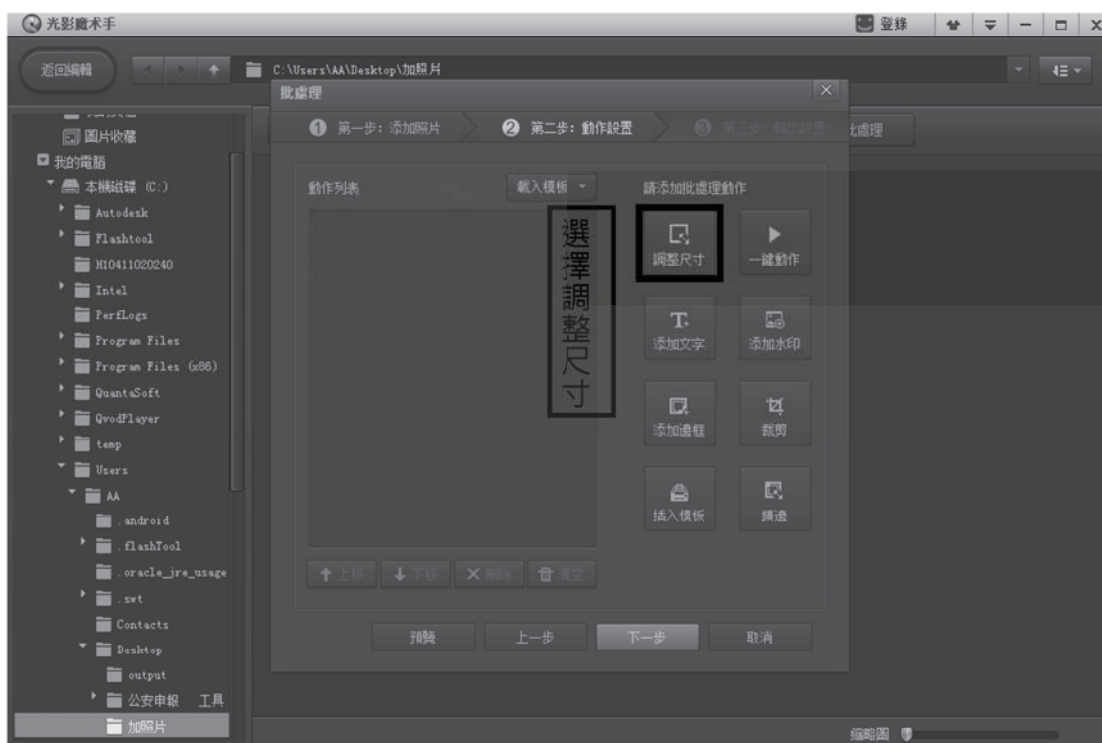 光影魔术手
登錄
返回編輯
C:\Users\AA\Desktop\加照片
批處理
1 第一步：添加照片
2 第二步：動作設置
3 第三步：輸出設置
批處理
圖片收藏
我的電腦
本機磁碟 (C:)
Autodesk
Flashtool
H10411020240
Intel
PerfLogs
Program Files
Program Files (x86)
QuantaSoft
QvodPlayer
temp
Users
AA
.android
.flashTool
.oracle_jre_usage
.swt
Contacts
Desktop
output
公安申報 工具
加照片
動作列表
載入模板
請添加批處理動作
選擇調整尺寸
調整尺寸
一鍵動作
添加文字
添加水印
添加邊框
裁剪
插入模板
擴邊
上移
下移
刪除
清空
預覽
上一步
下一步
取消
縮略圖